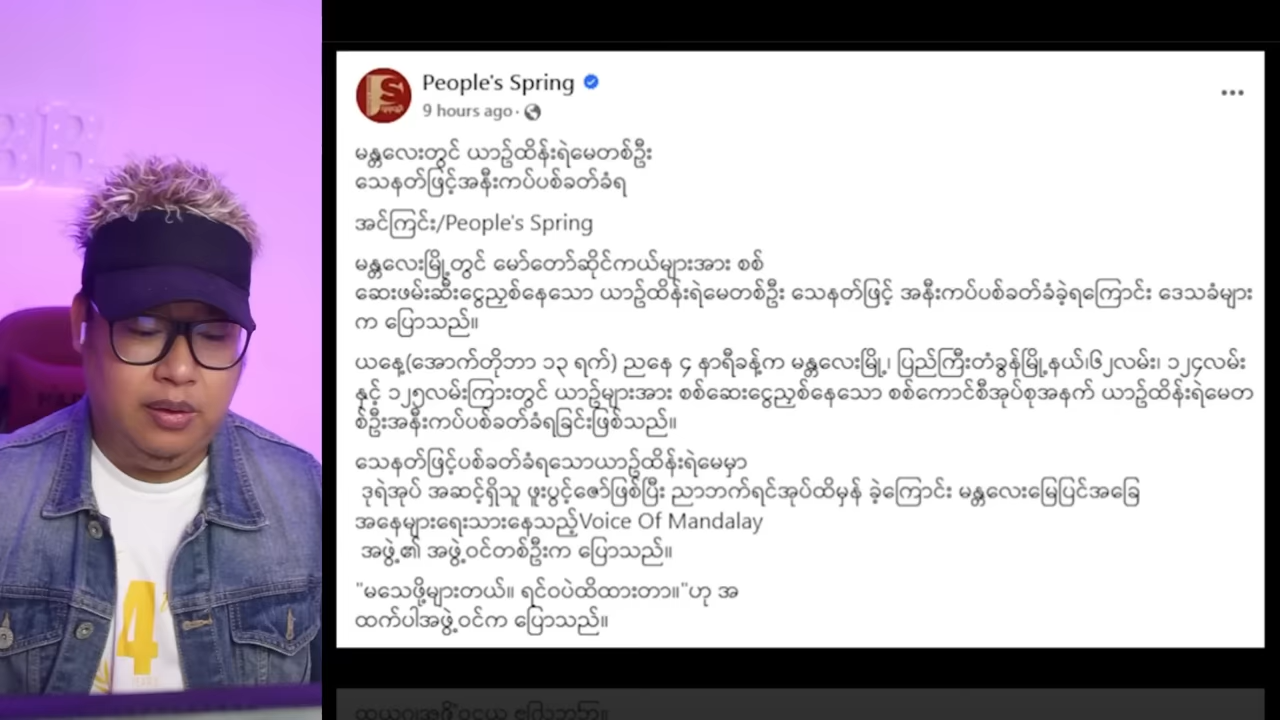 People's Spring
9 hours ago ·
မန္တလေးတွင် ယာဥ်ထိန်းရဲမေတစ်ဦး
သေနတ်ဖြင့်အနီးကပ်ပစ်ခတ်ခံရ
အင်ကြင်း/People's Spring
မန္တလေးမြို့တွင် မော်တော်ဆိုင်ကယ်များအား စစ်
ဆေးဖမ်းဆီးငွေညှစ်နေသော ယာဥ်ထိန်းရဲမေတစ်ဦး သေနတ်ဖြင့် အနီးကပ်ပစ်ခတ်ခံခဲ့ရကြောင်း ဒေသခံများ
က ပြောသည်။
ယနေ့(အောက်တိုဘာ ၁၃ ရက်) ညနေ ၄ နာရီခန့်က မန္တလေးမြို့၊ ပြည်ကြီးတံခွန်မြို့နယ်၊၆၂လမ်း၊ ၁၂၄လမ်း
နှင့် ၁၂၅လမ်းကြားတွင် ယာဥ်များအား စစ်ဆေးငွေညှစ်နေသော စစ်ကောင်စီအုပ်စုအနက် ယာဥ်ထိန်းရဲမေတ
စ်ဦးအနီးကပ်ပစ်ခတ်ခံရခြင်းဖြစ်သည်။
သေနတ်ဖြင့်ပစ်ခတ်ခံရသောယာဥ်ထိန်းရဲမေမှာ
ဒုရဲအုပ် အဆင့်ရှိသူ ဖူးပွင့်ဇော်ဖြစ်ပြီး ညာဘက်ရင်အုပ်ထိမှန် ခဲ့ကြောင်း မန္တလေးမြေပြင်အခြေ
အနေများရေးသားနေသည့်Voice Of Mandalay
အဖွဲ့၏ အဖွဲ့ဝင်တစ်ဦးက ပြောသည်။
"မသေဖို့များတယ်။ ရင်ဝပဲထိထားတာ။"ဟု အ
ထက်ပါအဖွဲ့ဝင်က ပြောသည်။